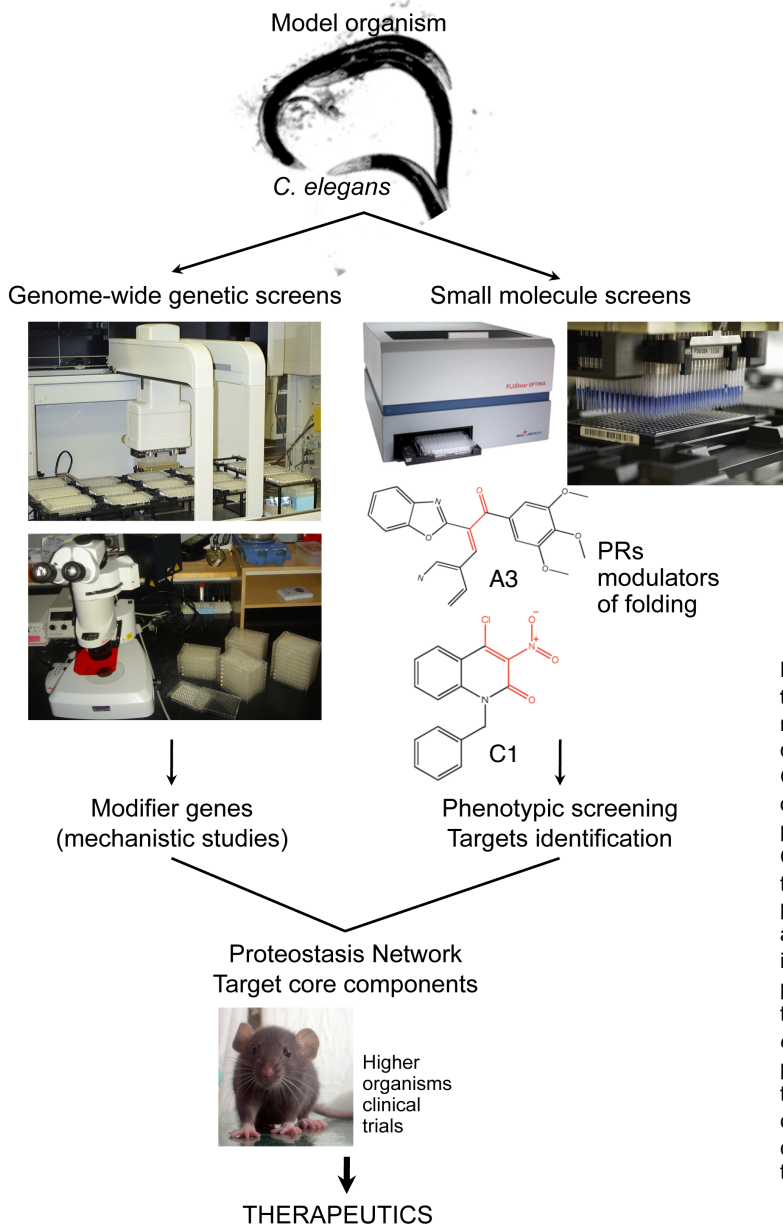 Model organism
C. elegans
Genome-wide genetic screens
Small molecule screens
FLUOstar OPTIMA
N
O
O
O
O
O
N
A3
PRs
modulators
of folding
Cl
O
−
N
+
O
N
O
C1
Modifier genes
(mechanistic studies)
Phenotypic screening
Targets identification
Proteostasis Network
Target core components
Higher
organisms
clinical
trials
THERAPEUTICS